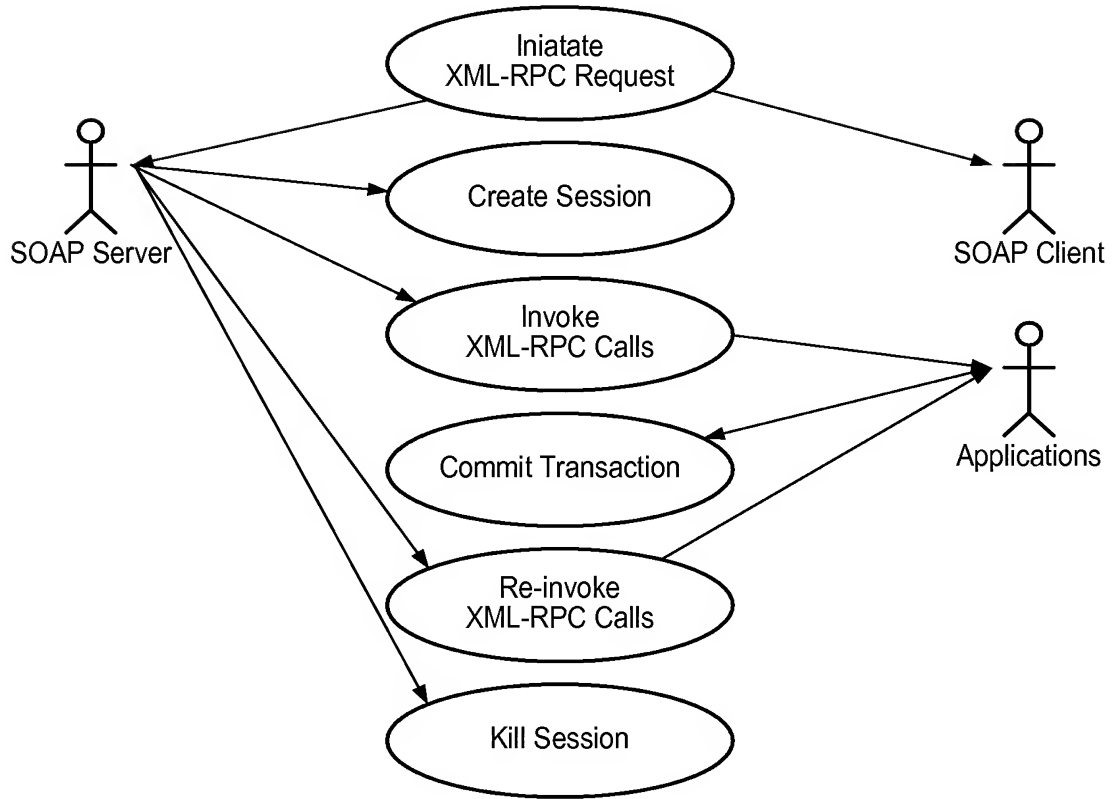 Iniatate
XML-RPC Request
SOAP Server
Create Session
SOAP Client
Invoke
XML-RPC Calls
Commit Transaction
Applications
Re-invoke
XML-RPC Calls
Kill Session